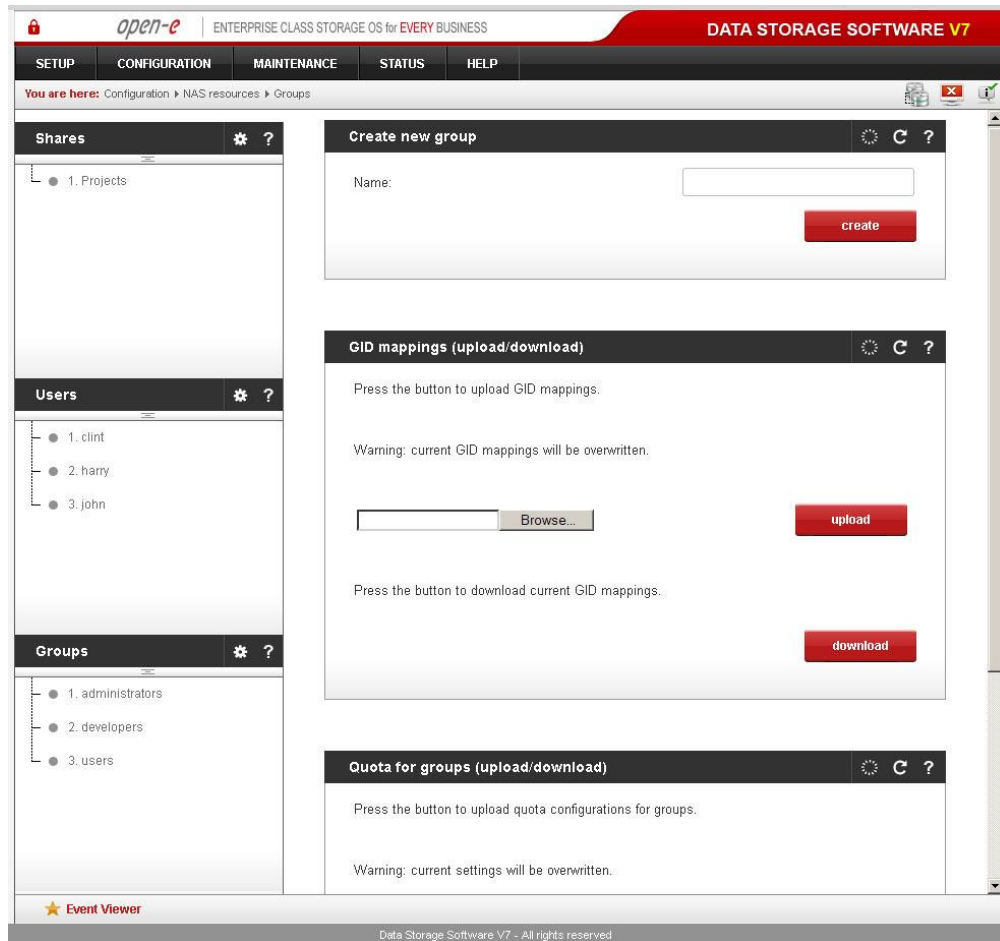 open-e ENTERPRISE CLASS STORAGE OS for EVERY BUSINESS
DATA STORAGE SOFTWARE V7
SETUP CONFIGURATION MAINTENANCE STATUS HELP
You are here: Configuration ▸ NAS resources ▸ Groups
Shares ?
1. Projects
Users ?
1. clint
2. harry
3. john
Groups ?
1. administrators
2. developers
3. users
Create new group ?
Name:
create
GID mappings (upload/download) ?
Press the button to upload GID mappings.
Warning: current GID mappings will be overwritten.
Browse... upload
Press the button to download current GID mappings.
download
Quota for groups (upload/download) ?
Press the button to upload quota configurations for groups.
Warning: current settings will be overwritten.
Event Viewer
Data Storage Software V7 - All rights reserved